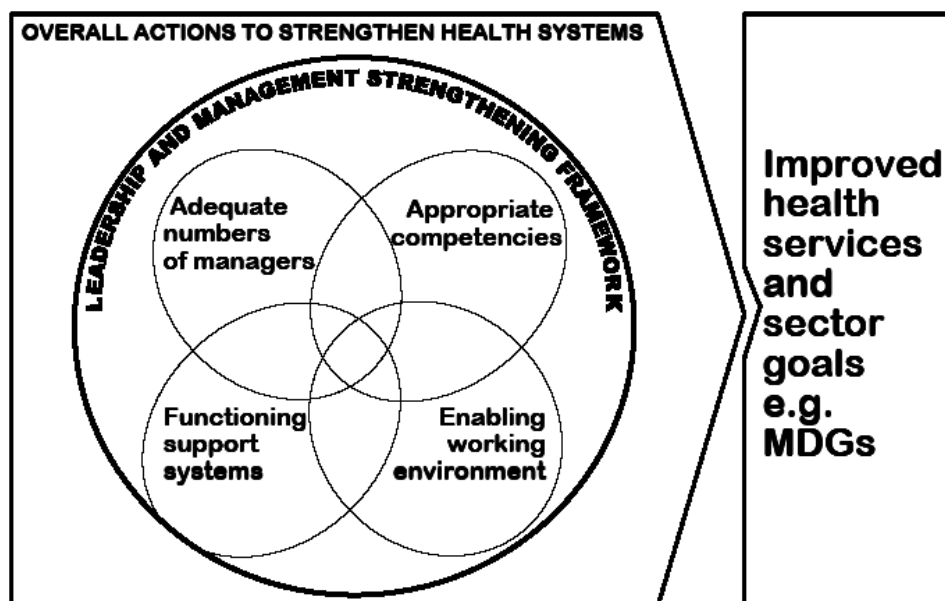 OVERALL ACTIONS TO STRENGTHEN HEALTH SYSTEMS
LEADERSHIP AND MANAGEMENT STRENGTHENING FRAMEWORK
Adequate
numbers
of managers
Appropriate
competencies
Functioning
support
systems
Enabling
working
environment
Improved
health
services
and
sector
goals
e.g.
MDGs